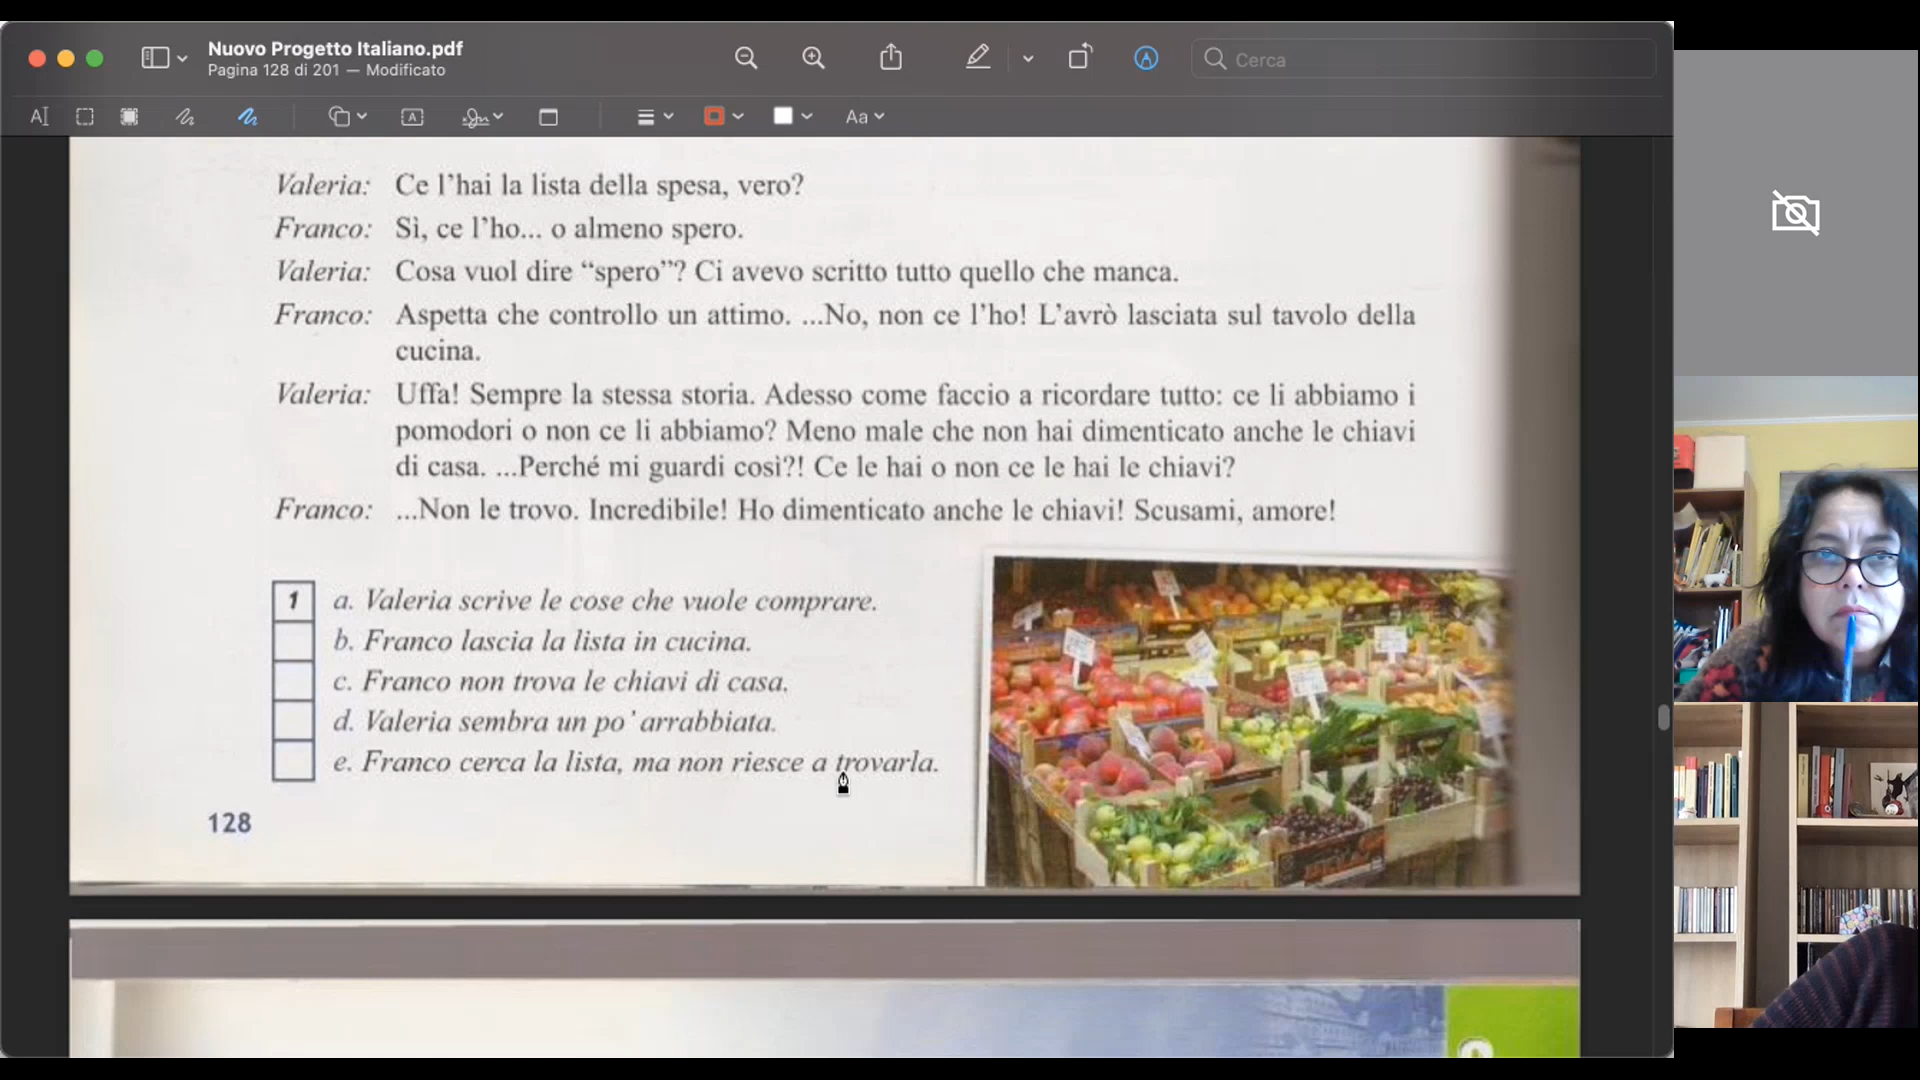 Nuovo Progetto Italiano.pdf
Pagina 128 di 201 — Modificato
Cerca
Aa
Valeria: Ce l'hai la lista della spesa, vero?
Franco: Sì, ce l'ho... o almeno spero.
Valeria: Cosa vuol dire “spero”? Ci avevo scritto tutto quello che manca.
Franco: Aspetta che controllo un attimo. ...No, non ce l'ho! L'avrò lasciata sul tavolo della
cucina.
Valeria: Uffa! Sempre la stessa storia. Adesso come faccio a ricordare tutto: ce li abbiamo i
pomodori o non ce li abbiamo? Meno male che non hai dimenticato anche le chiavi
di casa. ...Perché mi guardi così?! Ce le hai o non ce le hai le chiavi?
Franco: ...Non le trovo. Incredibile! Ho dimenticato anche le chiavi! Scusami, amore!
1 a. Valeria scrive le cose che vuole comprare.
b. Franco lascia la lista in cucina.
c. Franco non trova le chiavi di casa.
d. Valeria sembra un po' arrabbiata.
e. Franco cerca la lista, ma non riesce a trovarla.
128